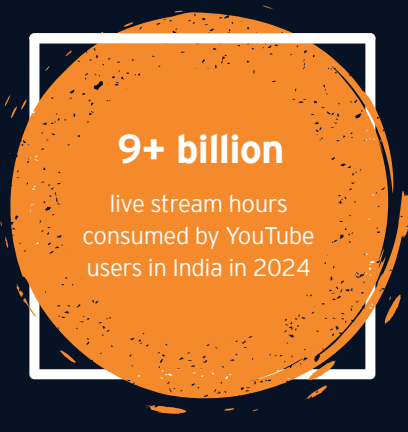 9+ billion
live stream hours
consumed by YouTube
users in India in 2024